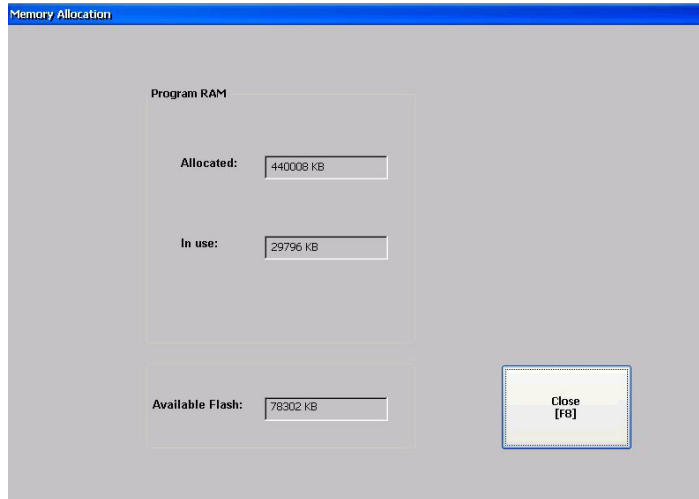 Memory Allocation
Program RAM
Allocated: 440008 KB
In use: 29796 KB
Available Flash: 78302 KB
Close
[F8]